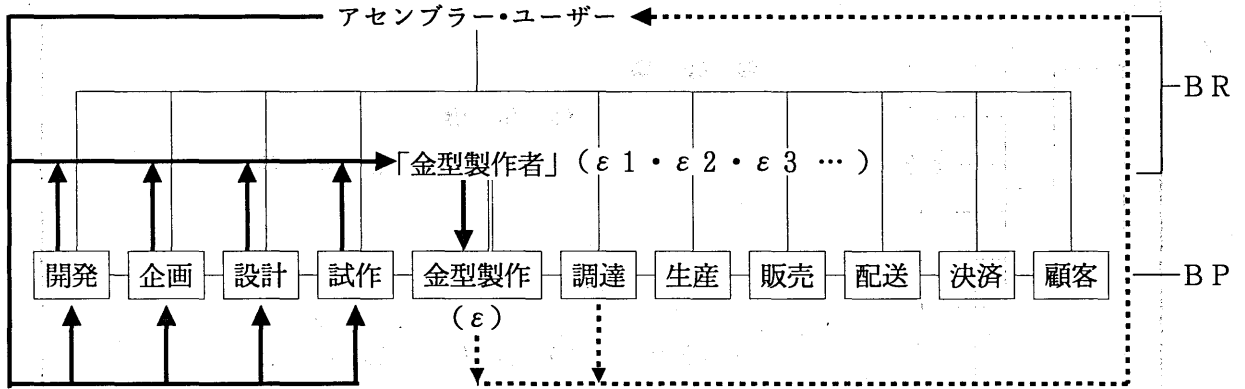 アセンブラー・ユーザー
BR
「金型製作者」(ε1・ε2・ε3 …)
開発 企画 設計 試作 金型製作 調達 生産 販売 配送 決済 顧客 BP
(ε)